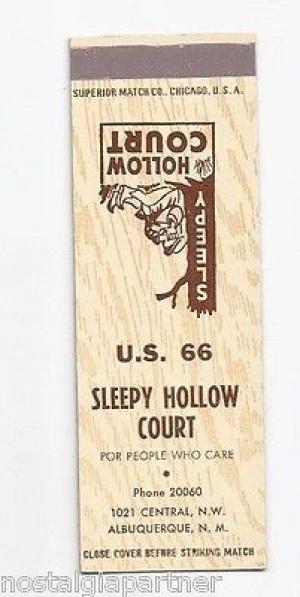 SUPERIOR MATCH CO., CHICAGO, U.S.A.
SLEEPY
HOLLOW
COURT
U.S. 66
SLEEPY HOLLOW
COURT
FOR PEOPLE WHO CARE
Phone 20060
1021 CENTRAL, N.W.
ALBUQUERQUE, N. M.
CLOSE COVER BEFORE STRIKING MATCH
nostalgiapartner